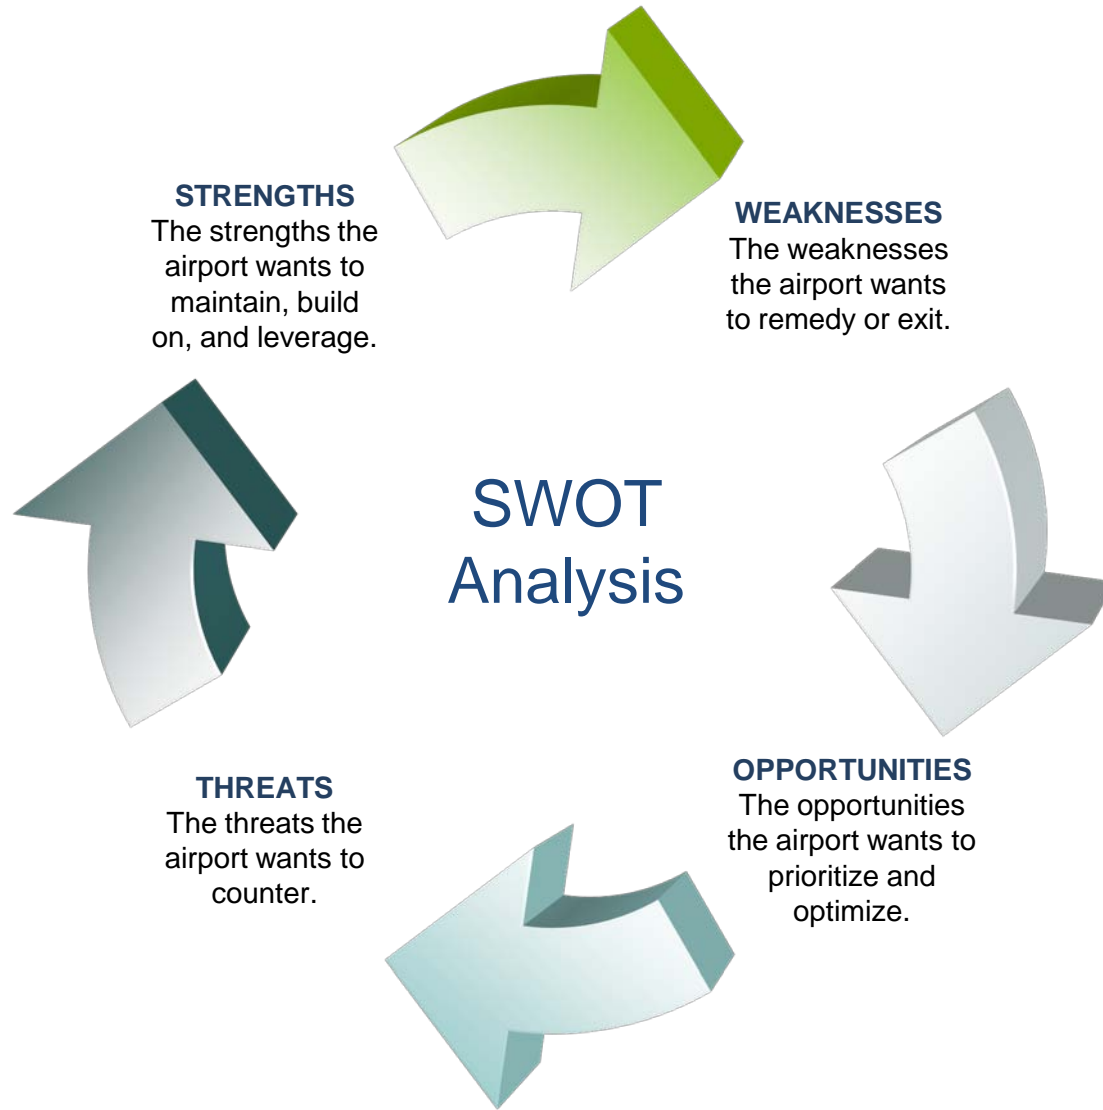 STRENGTHS
The strengths the
airport wants to
maintain, build
on, and leverage.
WEAKNESSES
The weaknesses
the airport wants
to remedy or exit.
SWOT
Analysis
THREATS
The threats the
airport wants to
counter.
OPPORTUNITIES
The opportunities
the airport wants to
prioritize and
optimize.